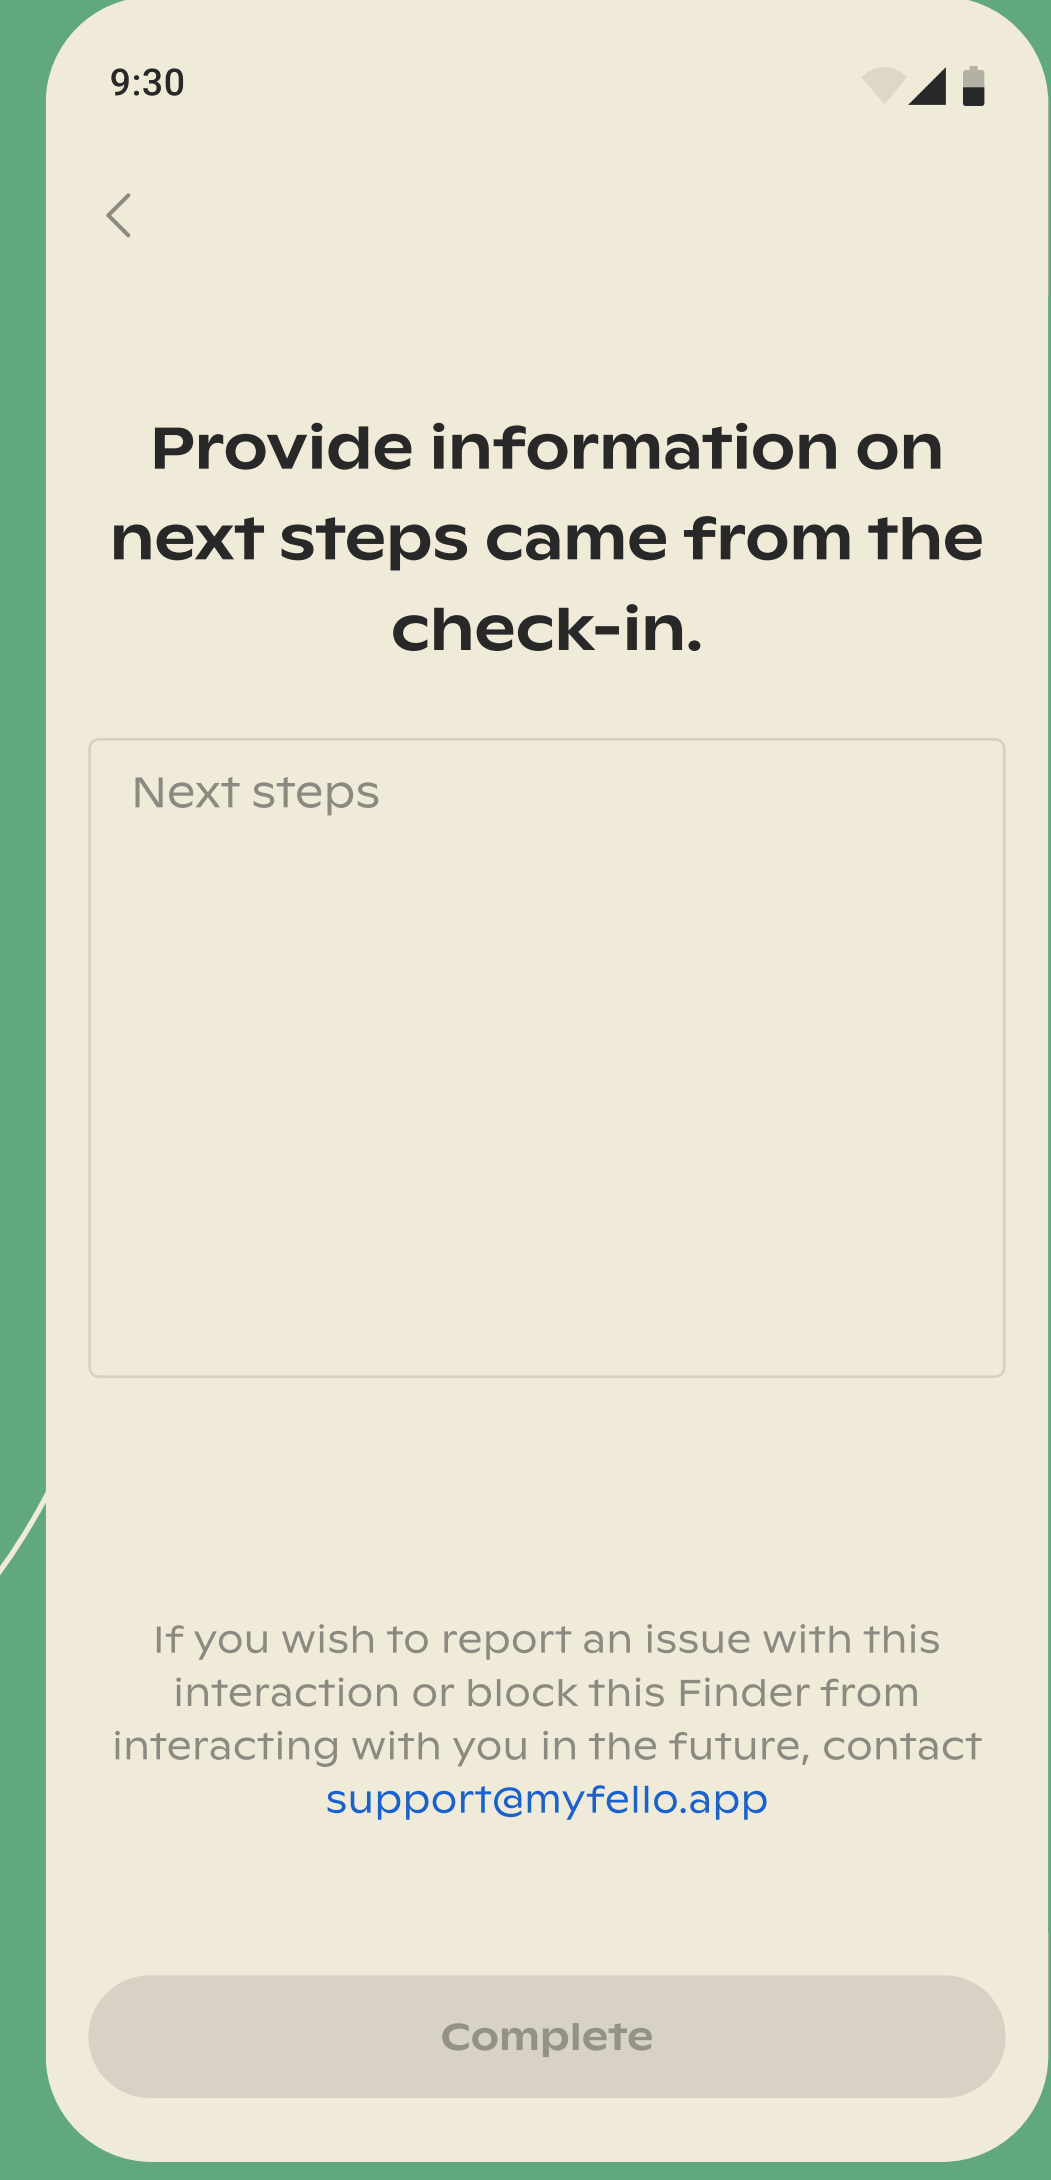 9:30
Provide information on
next steps came from the
check-in.
Next steps
If you wish to report an issue with this
interaction or block this Finder from
interacting with you in the future, contact
support@myfello.app
Complete